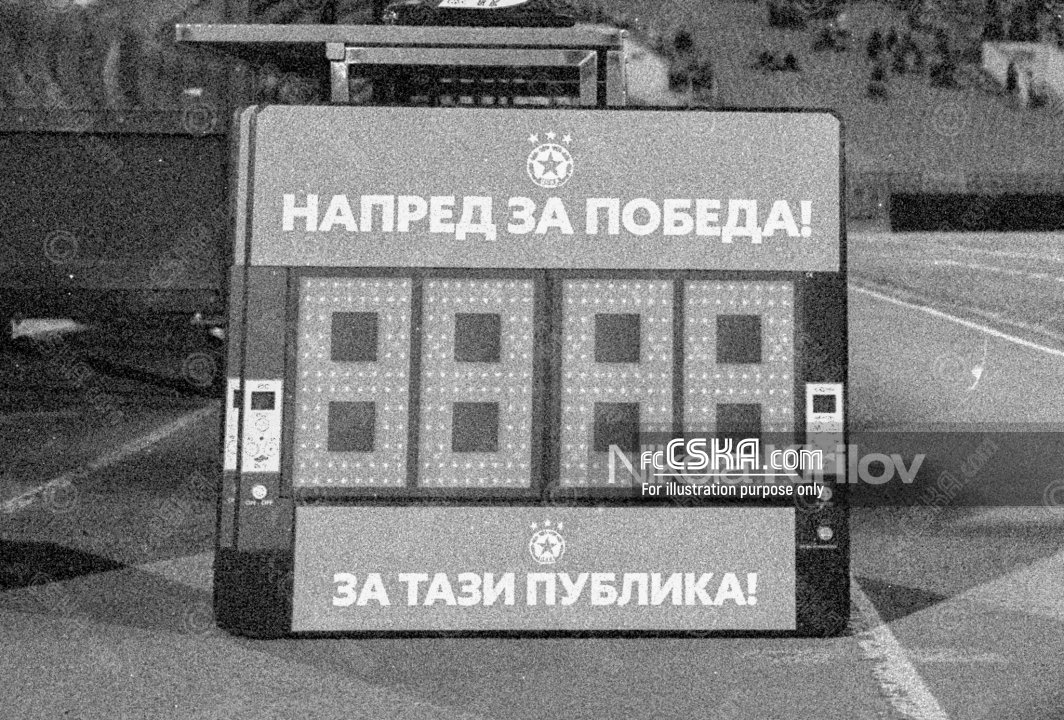 НАПРЕД ЗА ПОБЕДА!
fcCSKA.com
For illustration purpose only
ЗА ТАЗИ ПУБЛИКА!